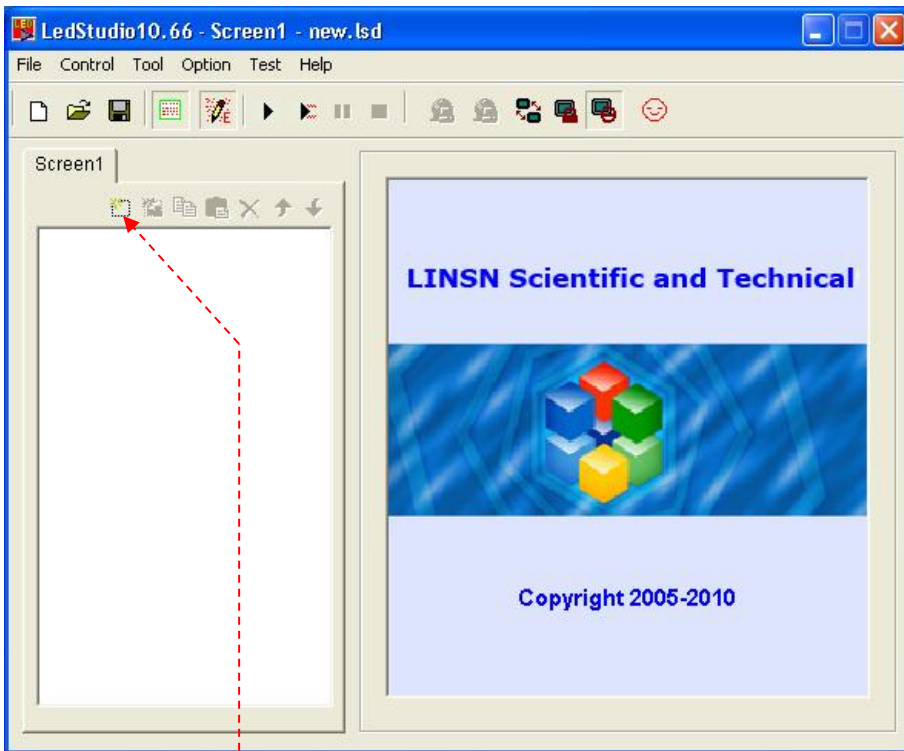 LedStudio10.66 - Screen1 - new.lsd
File Control Tool Option Test Help
Screen1
LINSN Scientific and Technical
Copyright 2005-2010